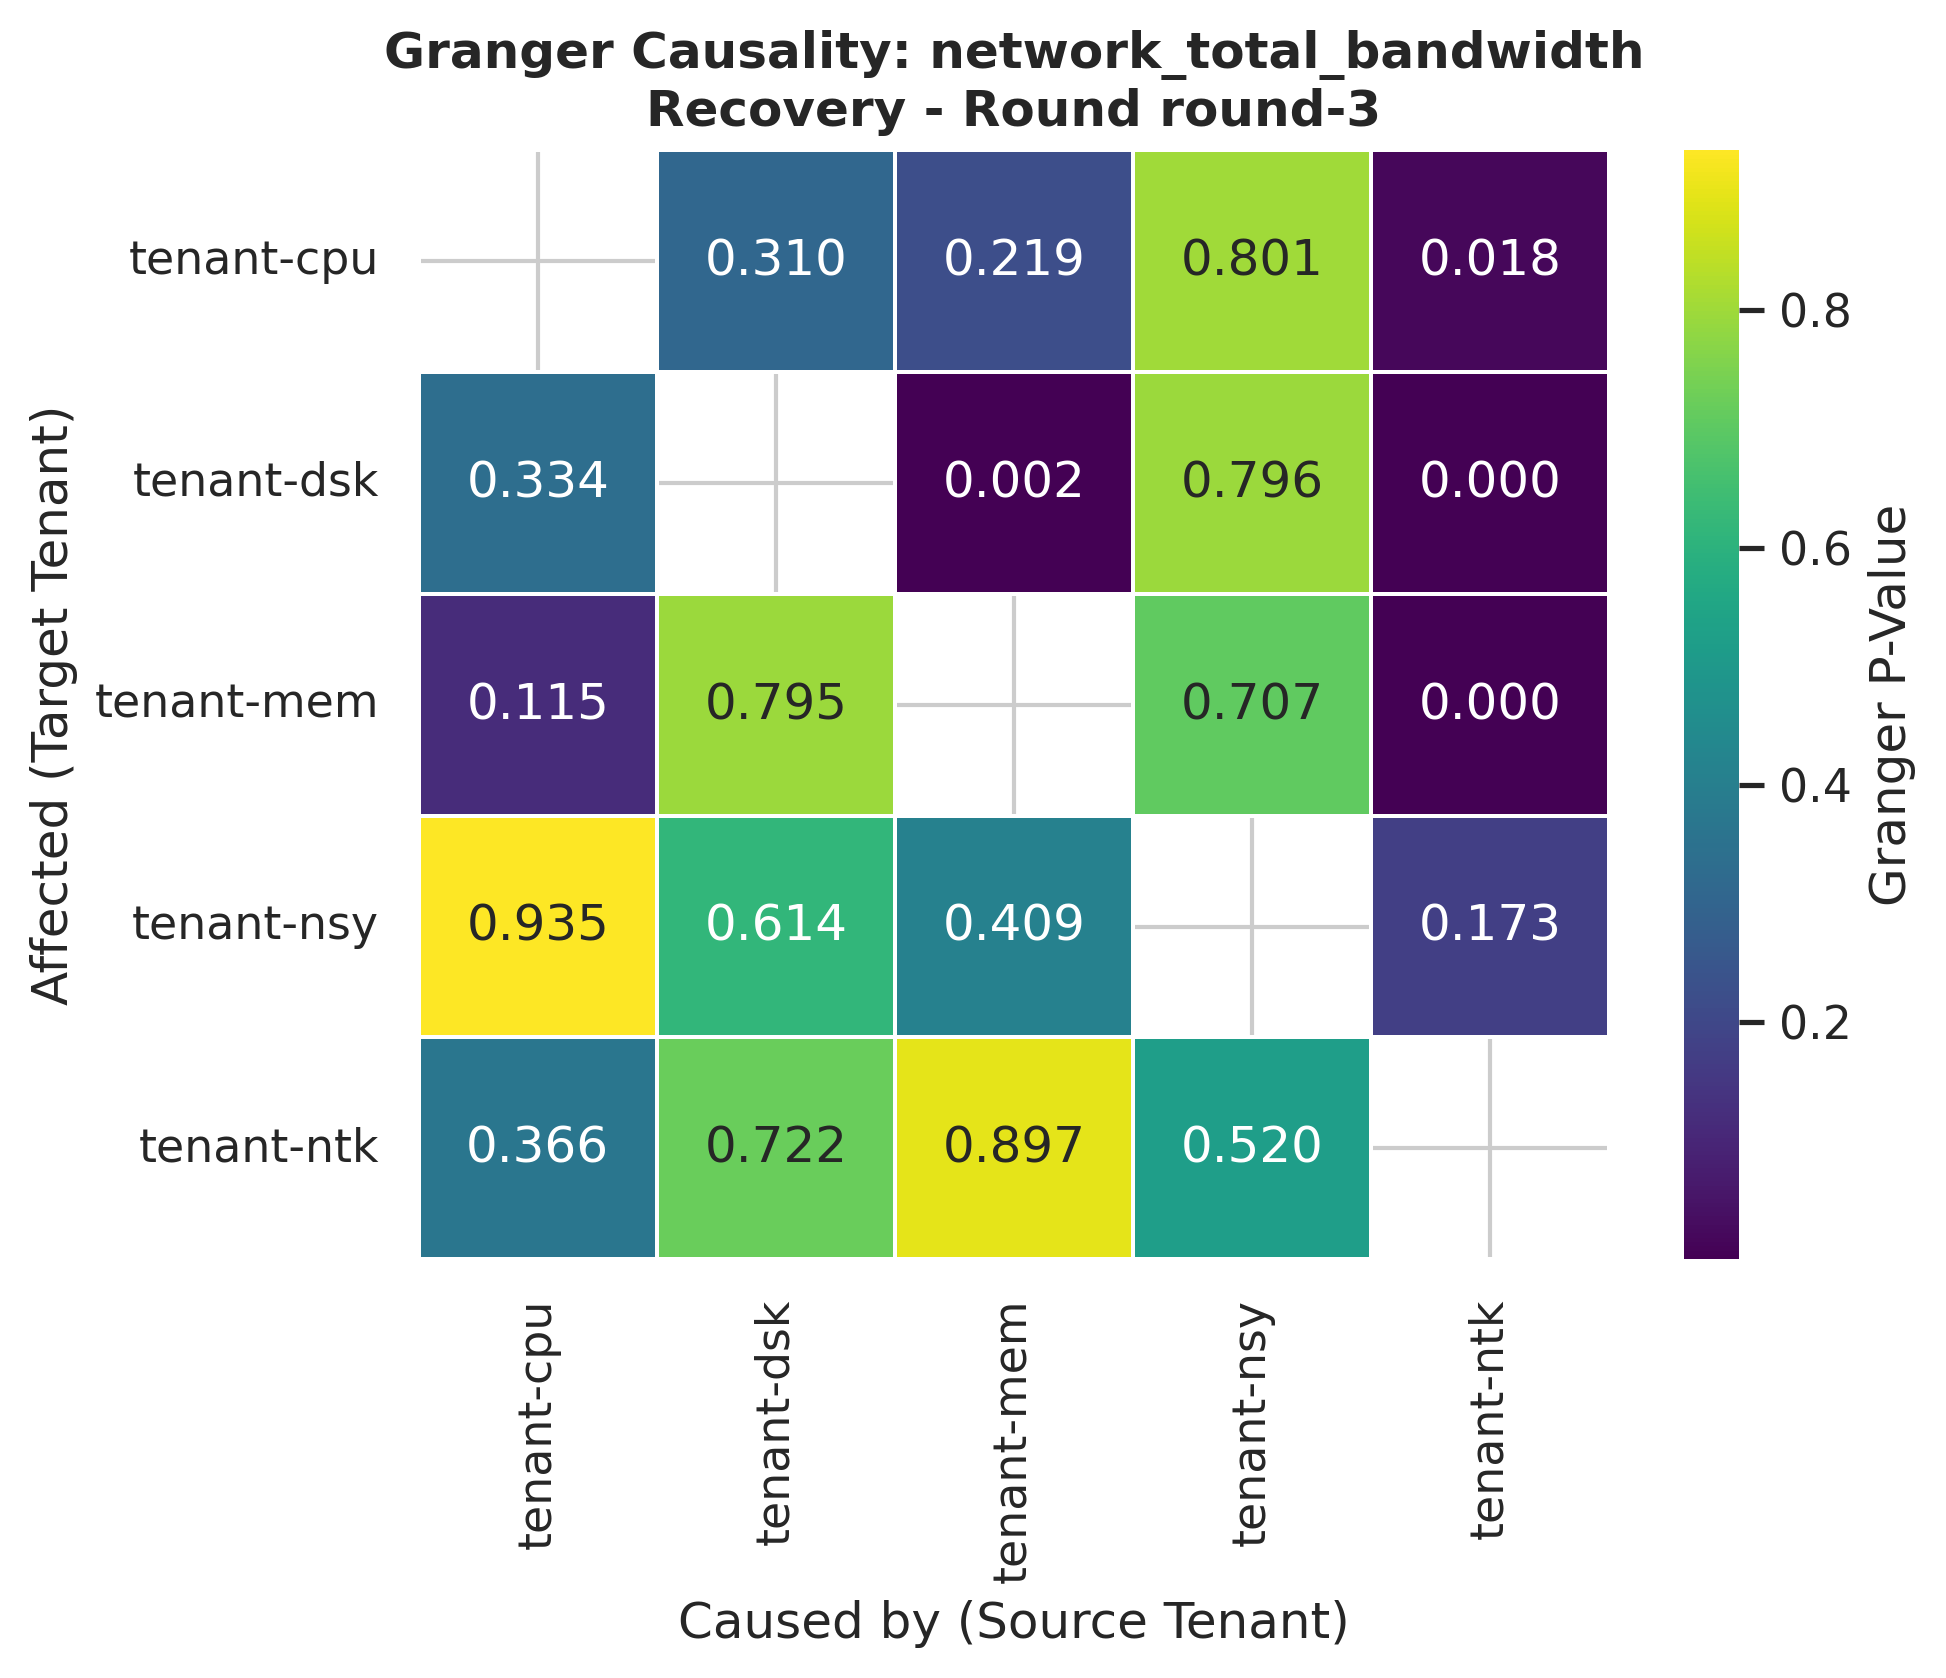 Granger Causality: network_total_bandwidth
Recovery - Round round-3
tenant-cpu
0.310 0.219 0.801 0.018
tenant-dsk
0.334 0.002 0.796 0.000
tenant-mem
0.115 0.795 0.707 0.000
tenant-nsy
0.935 0.614 0.409 0.173
tenant-ntk
0.366 0.722 0.897 0.520
Affected (Target Tenant)
tenant-cpu
tenant-dsk
tenant-mem
tenant-nsy
tenant-ntk
Caused by (Source Tenant)
0.8
0.6
0.4
0.2
Granger P-Value